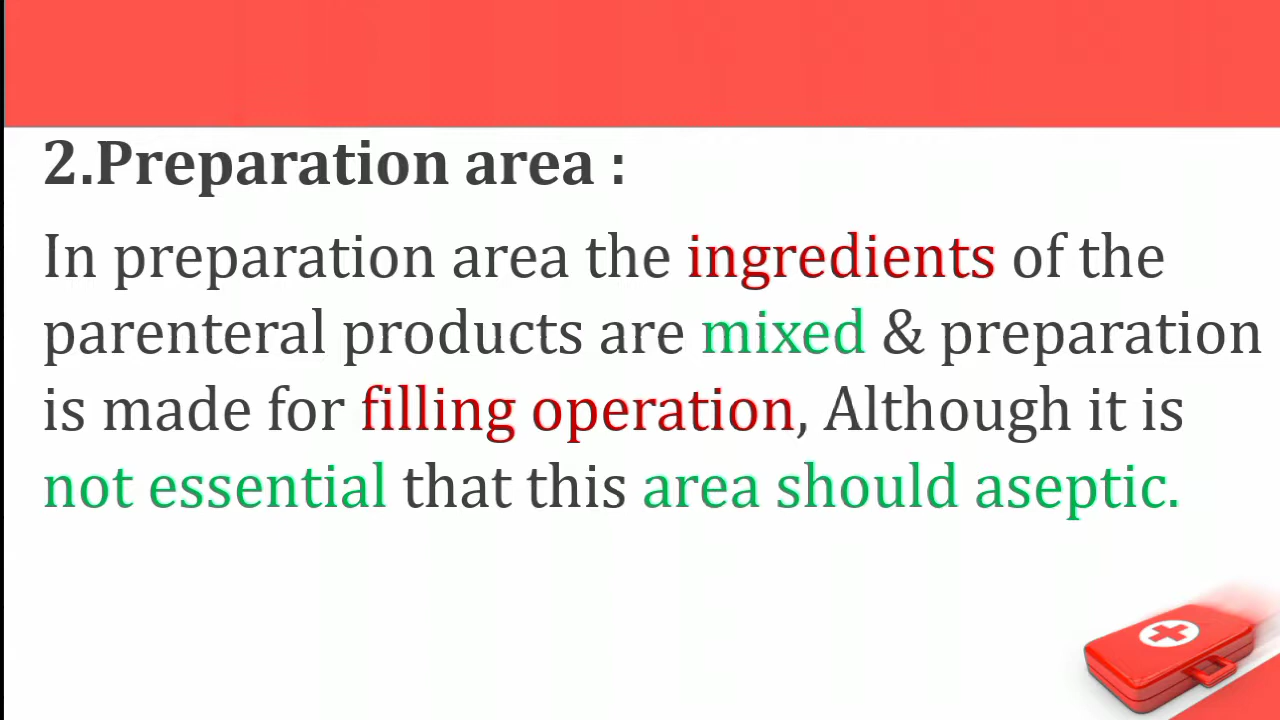 2.Preparation area :
In preparation area the ingredients of the
parenteral products are mixed & preparation
is made for filling operation, Although it is
not essential that this area should aseptic.